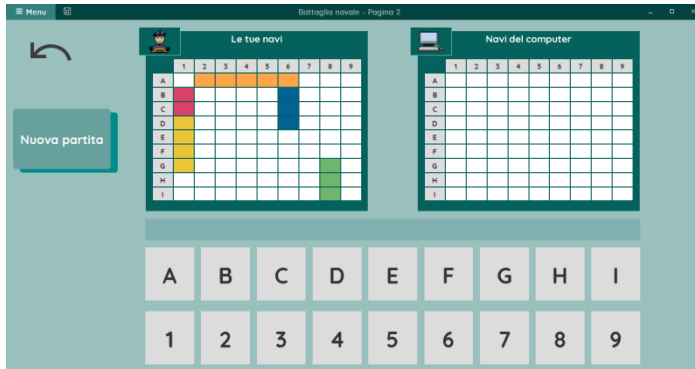 ≡ Menu
Battaglia navale - Pagina 2
Le tue navi
1 2 3 4 5 6 7 8 9
A
B
C
D
E
F
G
H
I
Navi del computer
1 2 3 4 5 6 7 8 9
A
B
C
D
E
F
G
H
I
Nuova partita
A B C D E F G H I
1 2 3 4 5 6 7 8 9